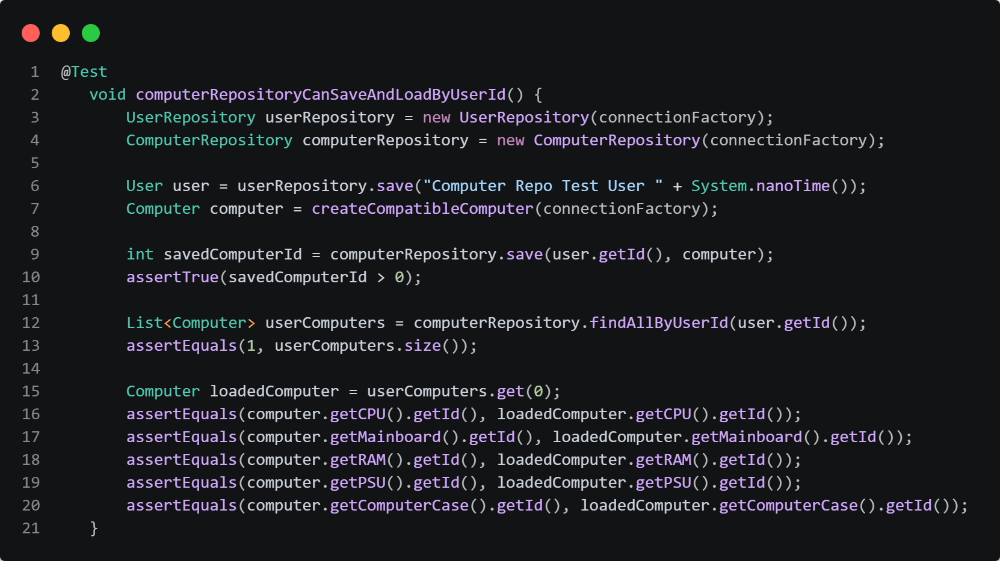 1 @Test
2 void computerRepositoryCanSaveAndLoadByUserId() {
3 UserRepository userRepository = new UserRepository(connectionFactory);
4 ComputerRepository computerRepository = new ComputerRepository(connectionFactory);
5
6 User user = userRepository.save("Computer Repo Test User " + System.nanoTime());
7 Computer computer = createCompatibleComputer(connectionFactory);
8
9 int savedComputerId = computerRepository.save(user.getId(), computer);
10 assertTrue(savedComputerId > 0);
11
12 List<Computer> userComputers = computerRepository.findAllByUserId(user.getId());
13 assertEquals(1, userComputers.size());
14
15 Computer loadedComputer = userComputers.get(0);
16 assertEquals(computer.getCPU().getId(), loadedComputer.getCPU().getId());
17 assertEquals(computer.getMainboard().getId(), loadedComputer.getMainboard().getId());
18 assertEquals(computer.getRAM().getId(), loadedComputer.getRAM().getId());
19 assertEquals(computer.getPSU().getId(), loadedComputer.getPSU().getId());
20 assertEquals(computer.getComputerCase().getId(), loadedComputer.getComputerCase().getId());
21 }